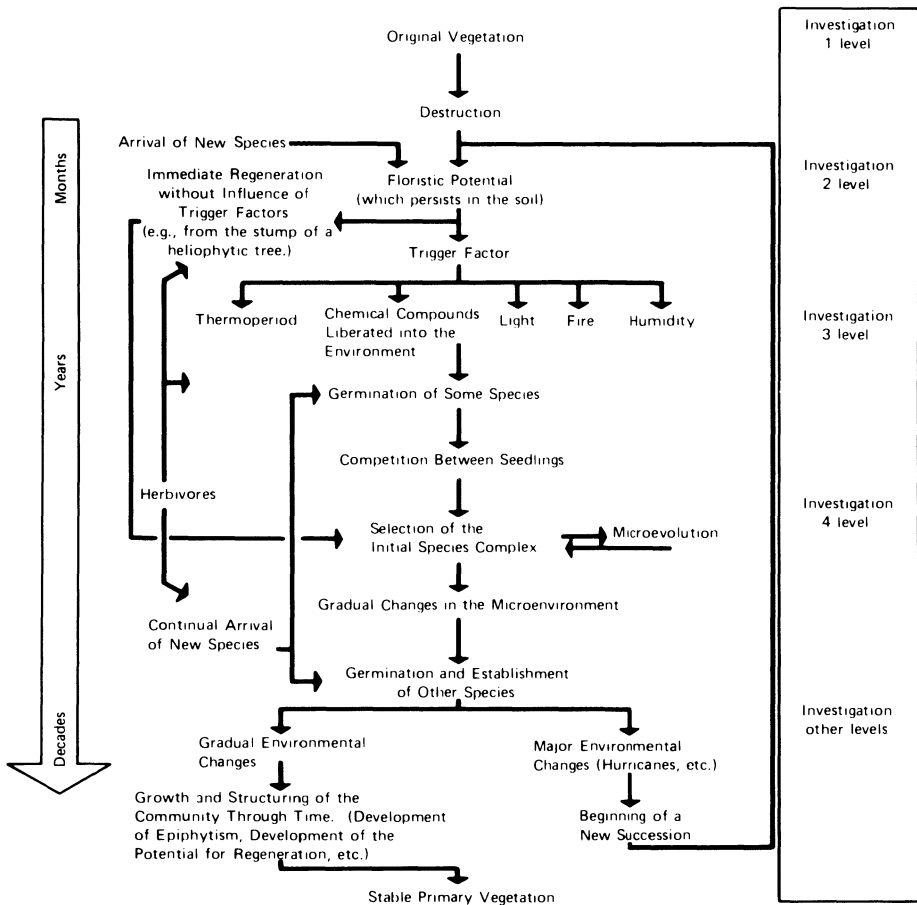 Original Vegetation
Destruction
Arrival of New Species
Immediate Regeneration
without Influence of
Trigger Factors
(e.g., from the stump of a
heliophytic tree.)
Floristic Potential
(which persists in the soil)
Trigger Factor
Thermoperiod
Chemical Compounds
Liberated into the
Environment
Light
Fire
Humidity
Germination of Some Species
Competition Between Seedlings
Herbivores
Selection of the
Initial Species Complex
Microevolution
Gradual Changes in the Microenvironment
Continual Arrival
of New Species
Germination and Establishment
of Other Species
Gradual Environmental
Changes
Major Environmental
Changes (Hurricanes, etc.)
Growth and Structuring of the
Community Through Time. (Development
of Epiphytism, Development of the
Potential for Regeneration, etc.)
Beginning of a
New Succession
Stable Primary Vegetation
Months
Years
Decades
Investigation
1 level
Investigation
2 level
Investigation
3 level
Investigation
4 level
Investigation
other levels